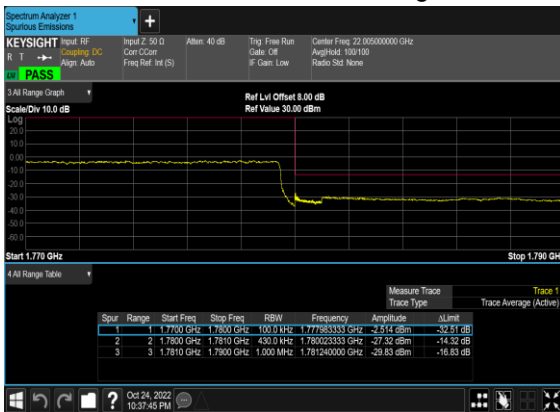 Spectrum Analyzer 1
Spurious Emissions
+
KEYSIGHT Input: RF Input Z: 50 Ω Atten: 40 dB Trig: Free Run Center Freq: 22.005000000 GHz
R T Coupling: DC Corr CCorr Gate: Off Avg|Hold: 100/100
Align: Auto Freq Ref: Int (S) IF Gain: Low Radio Std: None
PASS
3 All Range Graph
Ref Lvl Offset 8.00 dB
Scale/Div 10.0 dB Ref Value 30.00 dBm
Log
20.0
10.0
0.00
-10.0
-20.0
-30.0
-40.0
-50.0
-60.0
Start 1.770 GHz Stop 1.790 GH
4 All Range Table
Measure Trace Trace 1
Trace Type Trace Average (Active)
Spur Range Start Freq Stop Freq RBW Frequency Amplitude ΔLimit
1 1 1.7700 GHz 1.7800 GHz 100.0 kHz 1.777983333 GHz -2.514 dBm -32.51 dB
2 2 1.7800 GHz 1.7810 GHz 430.0 kHz 1.780023333 GHz -27.32 dBm -14.32 dB
3 3 1.7810 GHz 1.7900 GHz 1.000 MHz 1.781240000 GHz -29.83 dBm -16.83 dB
? Oct 24, 2022
10:37:45 PM